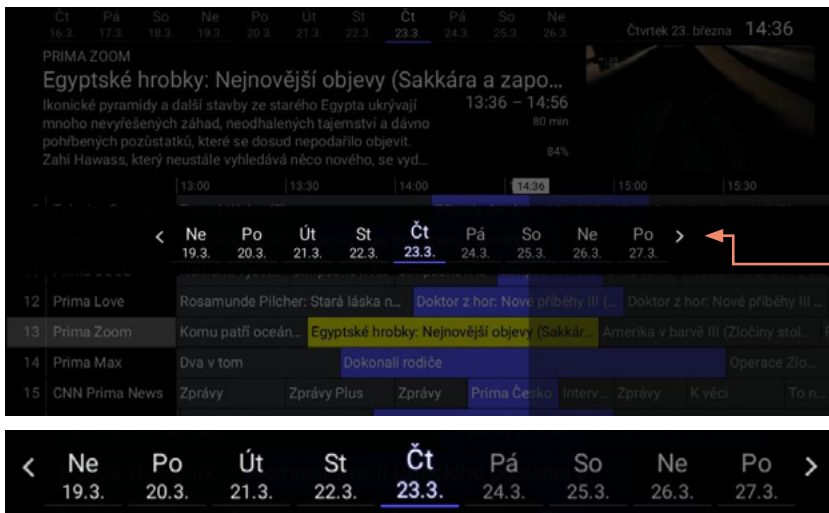 Čt Pá So Ne Po Út St Čt Pá So Ne
16.3. 17.3. 18.3. 19.3. 20.3. 21.3. 22.3. 23.3. 24.3. 25.3. 26.3.
Čtvrtek 23. března 14:36
PRIMA ZOOM
Egyptské hrobky: Nejnovější objevy (Sakkára a zapo...
Ikonické pyramidy a další stavby ze starého Egypta ukrývají
mnoho nevyřešených záhad, neodhalených tajemství a dávno
pohřbených pozůstatků, které se dosud nepodařilo objevit.
Zahi Hawass, který neustále vyhledává něco nového, se vyd...
13:36 – 14:56
80 min
84%
13:00 13:30 14:00 14:36 15:00 15:30
< Ne Po Út St Čt Pá So Ne Po >
19.3. 20.3. 21.3. 22.3. 23.3. 24.3. 25.3. 26.3. 27.3.
12 Prima Love Rosamunde Pilcher: Stará láska n... Doktor z hor: Nové příběhy III (... Doktor z hor: Nové příběhy III ...
13 Prima Zoom Komu patří oceán... Egyptské hrobky: Nejnovější objevy (Sakkár... Amerika v barvě III (Zločiny stol...
14 Prima Max Dva v tom Dokonalí rodiče Operace Zlo...
15 CNN Prima News Zprávy Zprávy Plus Zprávy Prima Česko Interv... Zprávy K věci To n...
< Ne Po Út St Čt Pá So Ne Po >
19.3. 20.3. 21.3. 22.3. 23.3. 24.3. 25.3. 26.3. 27.3.